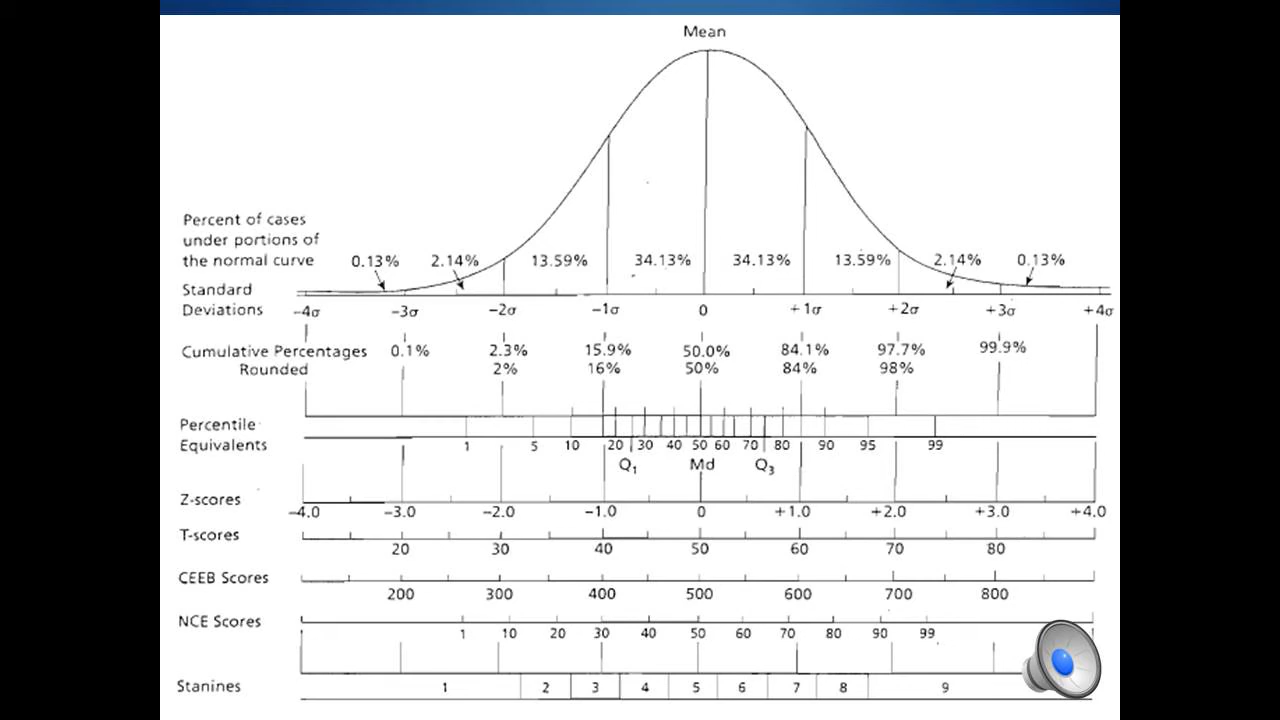 Mean
Percent of cases
under portions of
the normal curve 0.13% 2.14% 13.59% 34.13% 34.13% 13.59% 2.14% 0.13%
Standard
Deviations −4σ −3σ −2σ −1σ 0 +1σ +2σ +3σ +4σ
Cumulative Percentages 0.1% 2.3% 15.9% 50.0% 84.1% 97.7% 99.9%
Rounded 2% 16% 50% 84% 98%
Percentile
Equivalents 1 5 10 20 30 40 50 60 70 80 90 95 99
Q1 Md Q3
Z-scores
−4.0 −3.0 −2.0 −1.0 0 +1.0 +2.0 +3.0 +4.0
T-scores
20 30 40 50 60 70 80
CEEB Scores
200 300 400 500 600 700 800
NCE Scores
1 10 20 30 40 50 60 70 80 90 99
Stanines 1 2 3 4 5 6 7 8 9